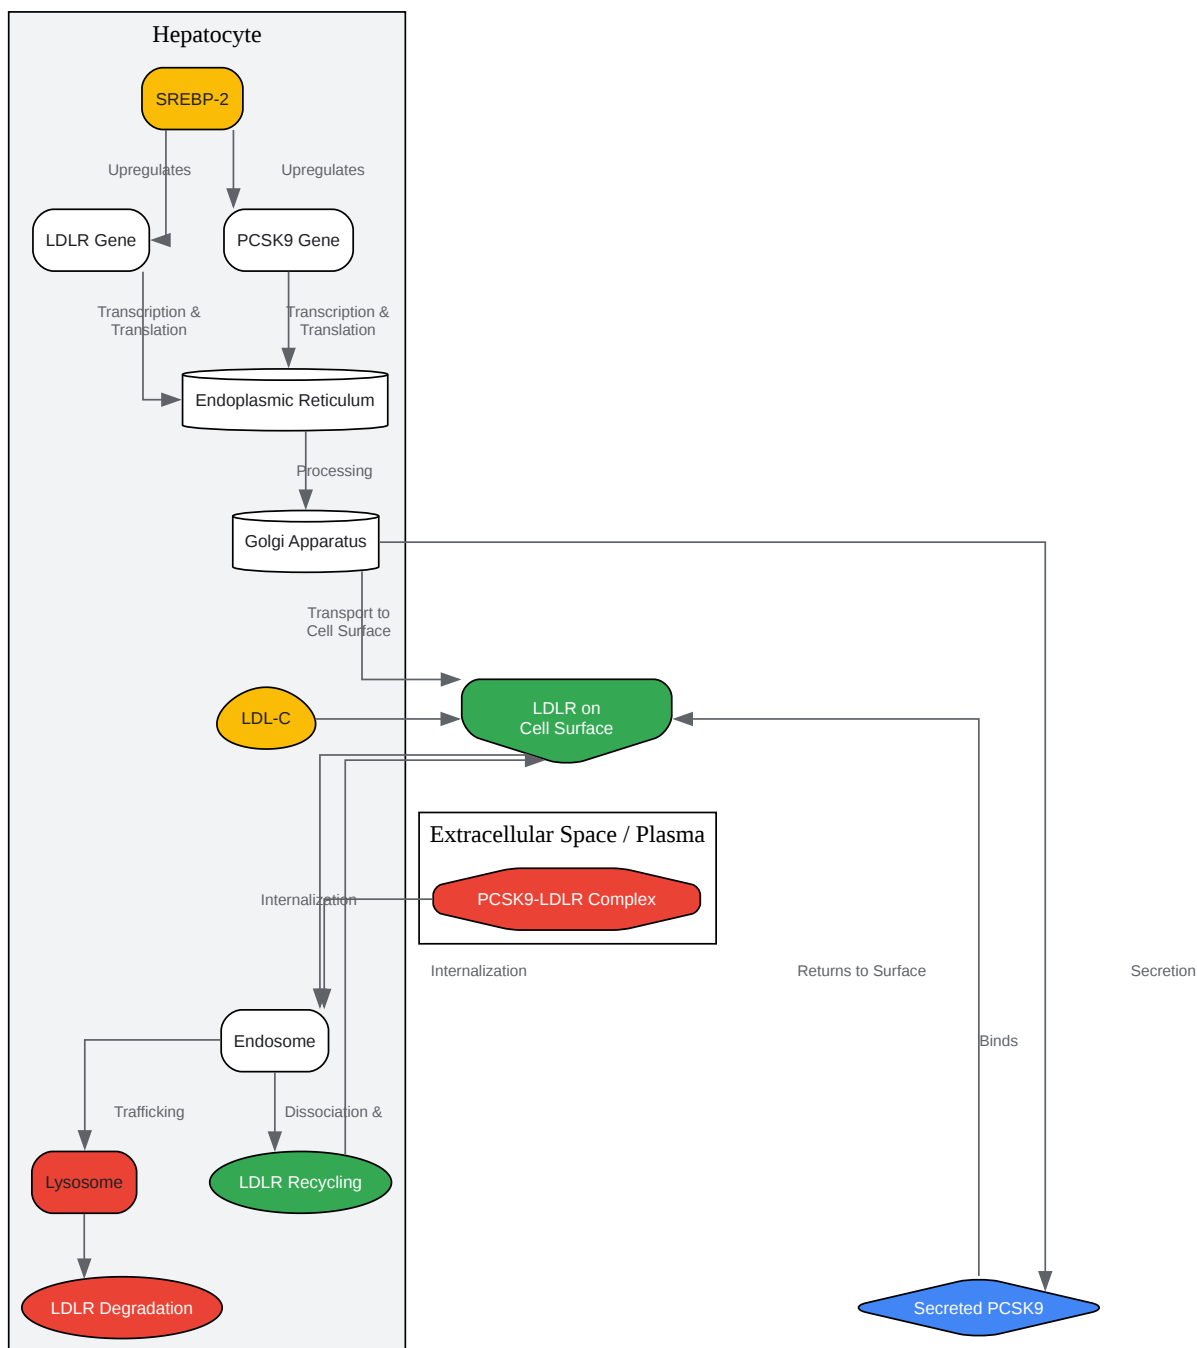 Hepatocyte
SREBP-2
Upregulates
Upregulates
LDLR Gene
PCSK9 Gene
Transcription &
Translation
Transcription &
Translation
Endoplasmic Reticulum
Processing
Golgi Apparatus
Transport to
Cell Surface
LDL-C
LDLR on
Cell Surface
Extracellular Space / Plasma
PCSK9-LDLR Complex
Internalization
Internalization
Returns to Surface
Secretion
Endosome
Binds
Trafficking
Dissociation &
Lysosome
LDLR Recycling
LDLR Degradation
Secreted PCSK9